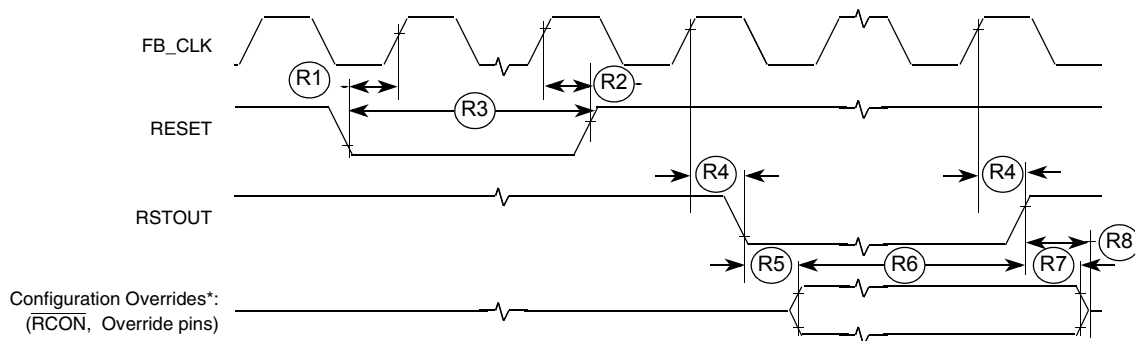 FB_CLK
R1
R2
R3
RESET
R4
R4
RSTOUT
R8
R5
R6
R7
Configuration Overrides*:
(RCON, Override pins)